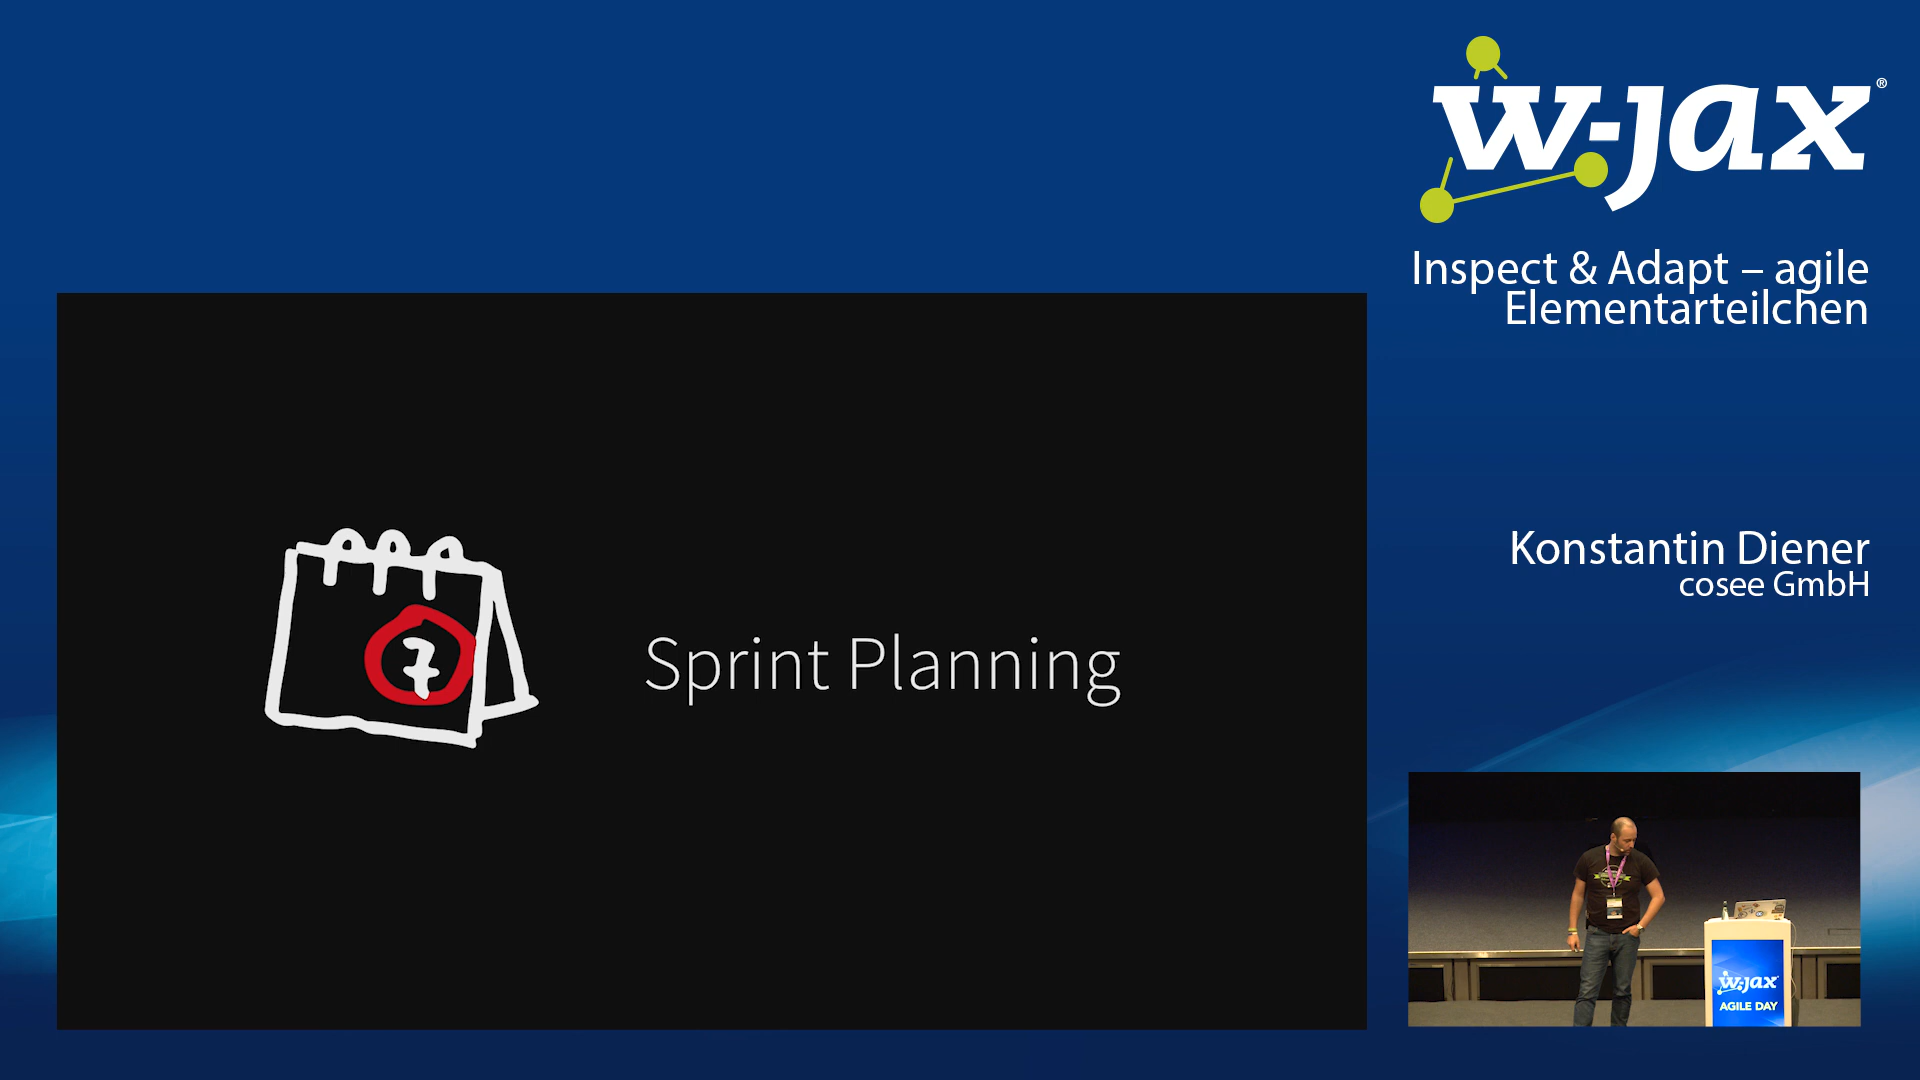 w-jax®
Inspect & Adapt – agile
Elementarteilchen
7
Sprint Planning
Konstantin Diener
cosee GmbH
w-jax
AGILE DAY